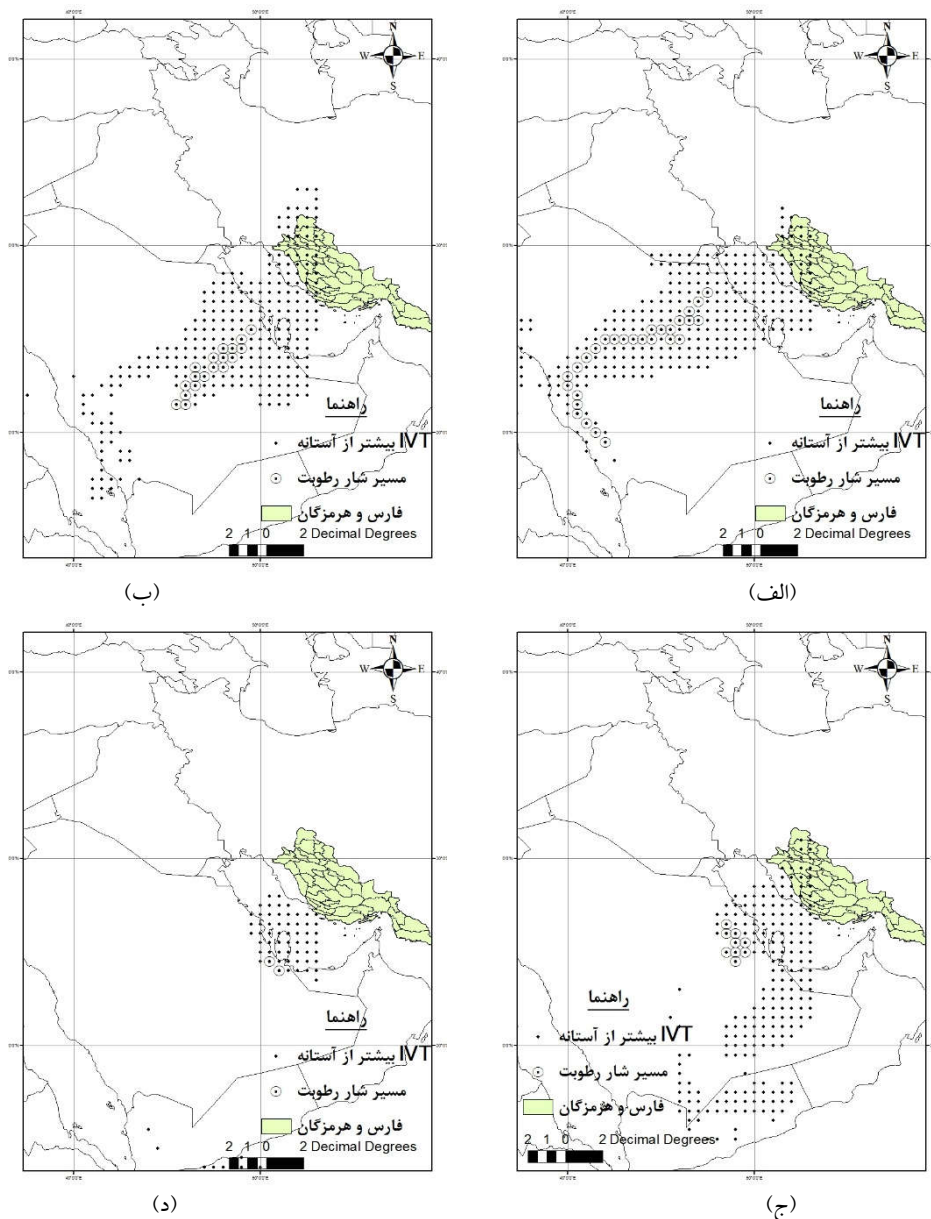 N
W E
S
راهنما
IVT بیشتر از آستانه
مسیر شار رطوبت
فارس و هرمزگان
2 1 0 2 Decimal Degrees
(الف)
N
W E
S
راهنما
IVT بیشتر از آستانه
مسیر شار رطوبت
فارس و هرمزگان
2 1 0 2 Decimal Degrees
(ب)
N
W E
S
راهنما
IVT بیشتر از آستانه
مسیر شار رطوبت
فارس و هرمزگان
2 1 0 2 Decimal Degrees
(ج)
N
W E
S
راهنما
IVT بیشتر از آستانه
مسیر شار رطوبت
فارس و هرمزگان
2 1 0 2 Decimal Degrees
(د)